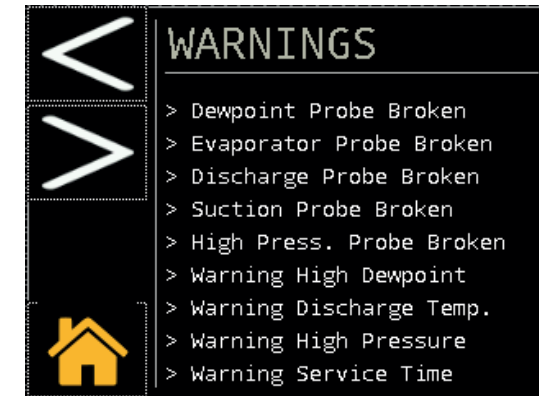 WARNINGS
> Dewpoint Probe Broken
> Evaporator Probe Broken
> Discharge Probe Broken
> Suction Probe Broken
> High Press. Probe Broken
> Warning High Dewpoint
> Warning Discharge Temp.
> Warning High Pressure
> Warning Service Time